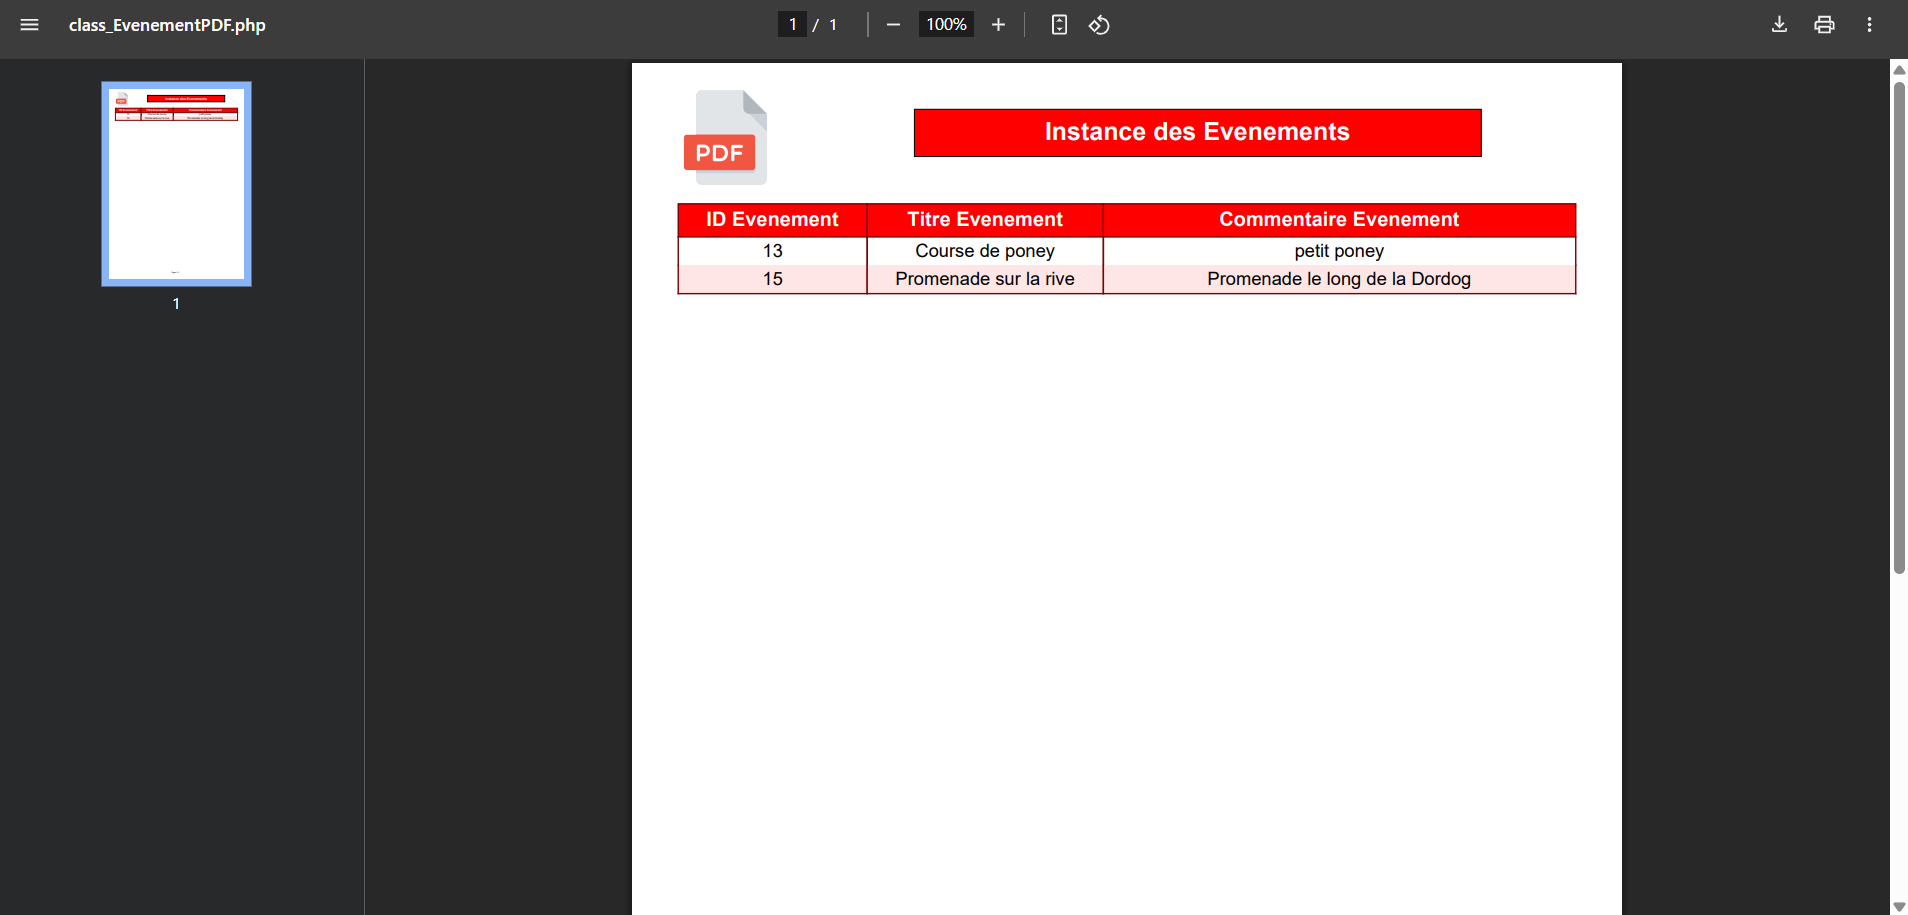 class_EvenementPDF.php
1 / 1
100%
1
PDF
Instance des Evenements
ID Evenement Titre Evenement Commentaire Evenement
13 Course de poney petit poney
15 Promenade sur la rive Promenade le long de la Dordog